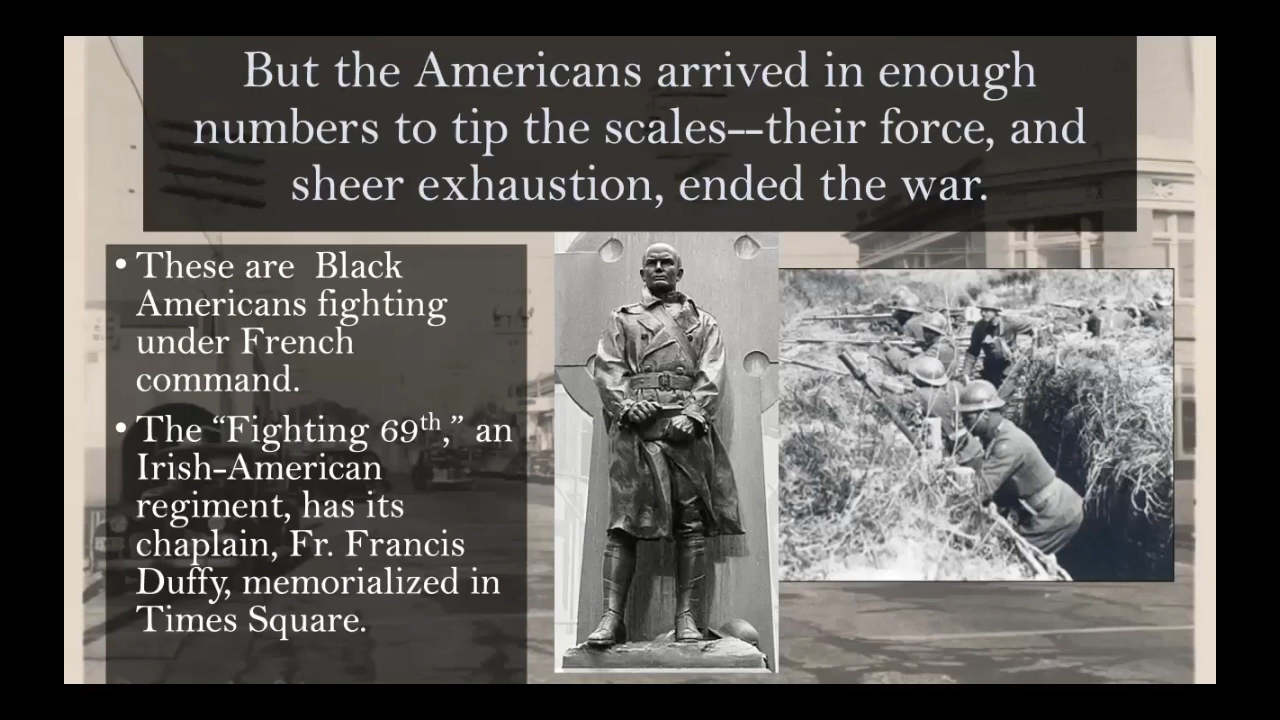 But the Americans arrived in enough
numbers to tip the scales--their force, and
sheer exhaustion, ended the war.
• These are  Black
Americans fighting
under French
command.
• The “Fighting 69th,” an
Irish-American
regiment, has its
chaplain, Fr. Francis
Duffy, memorialized in
Times Square.